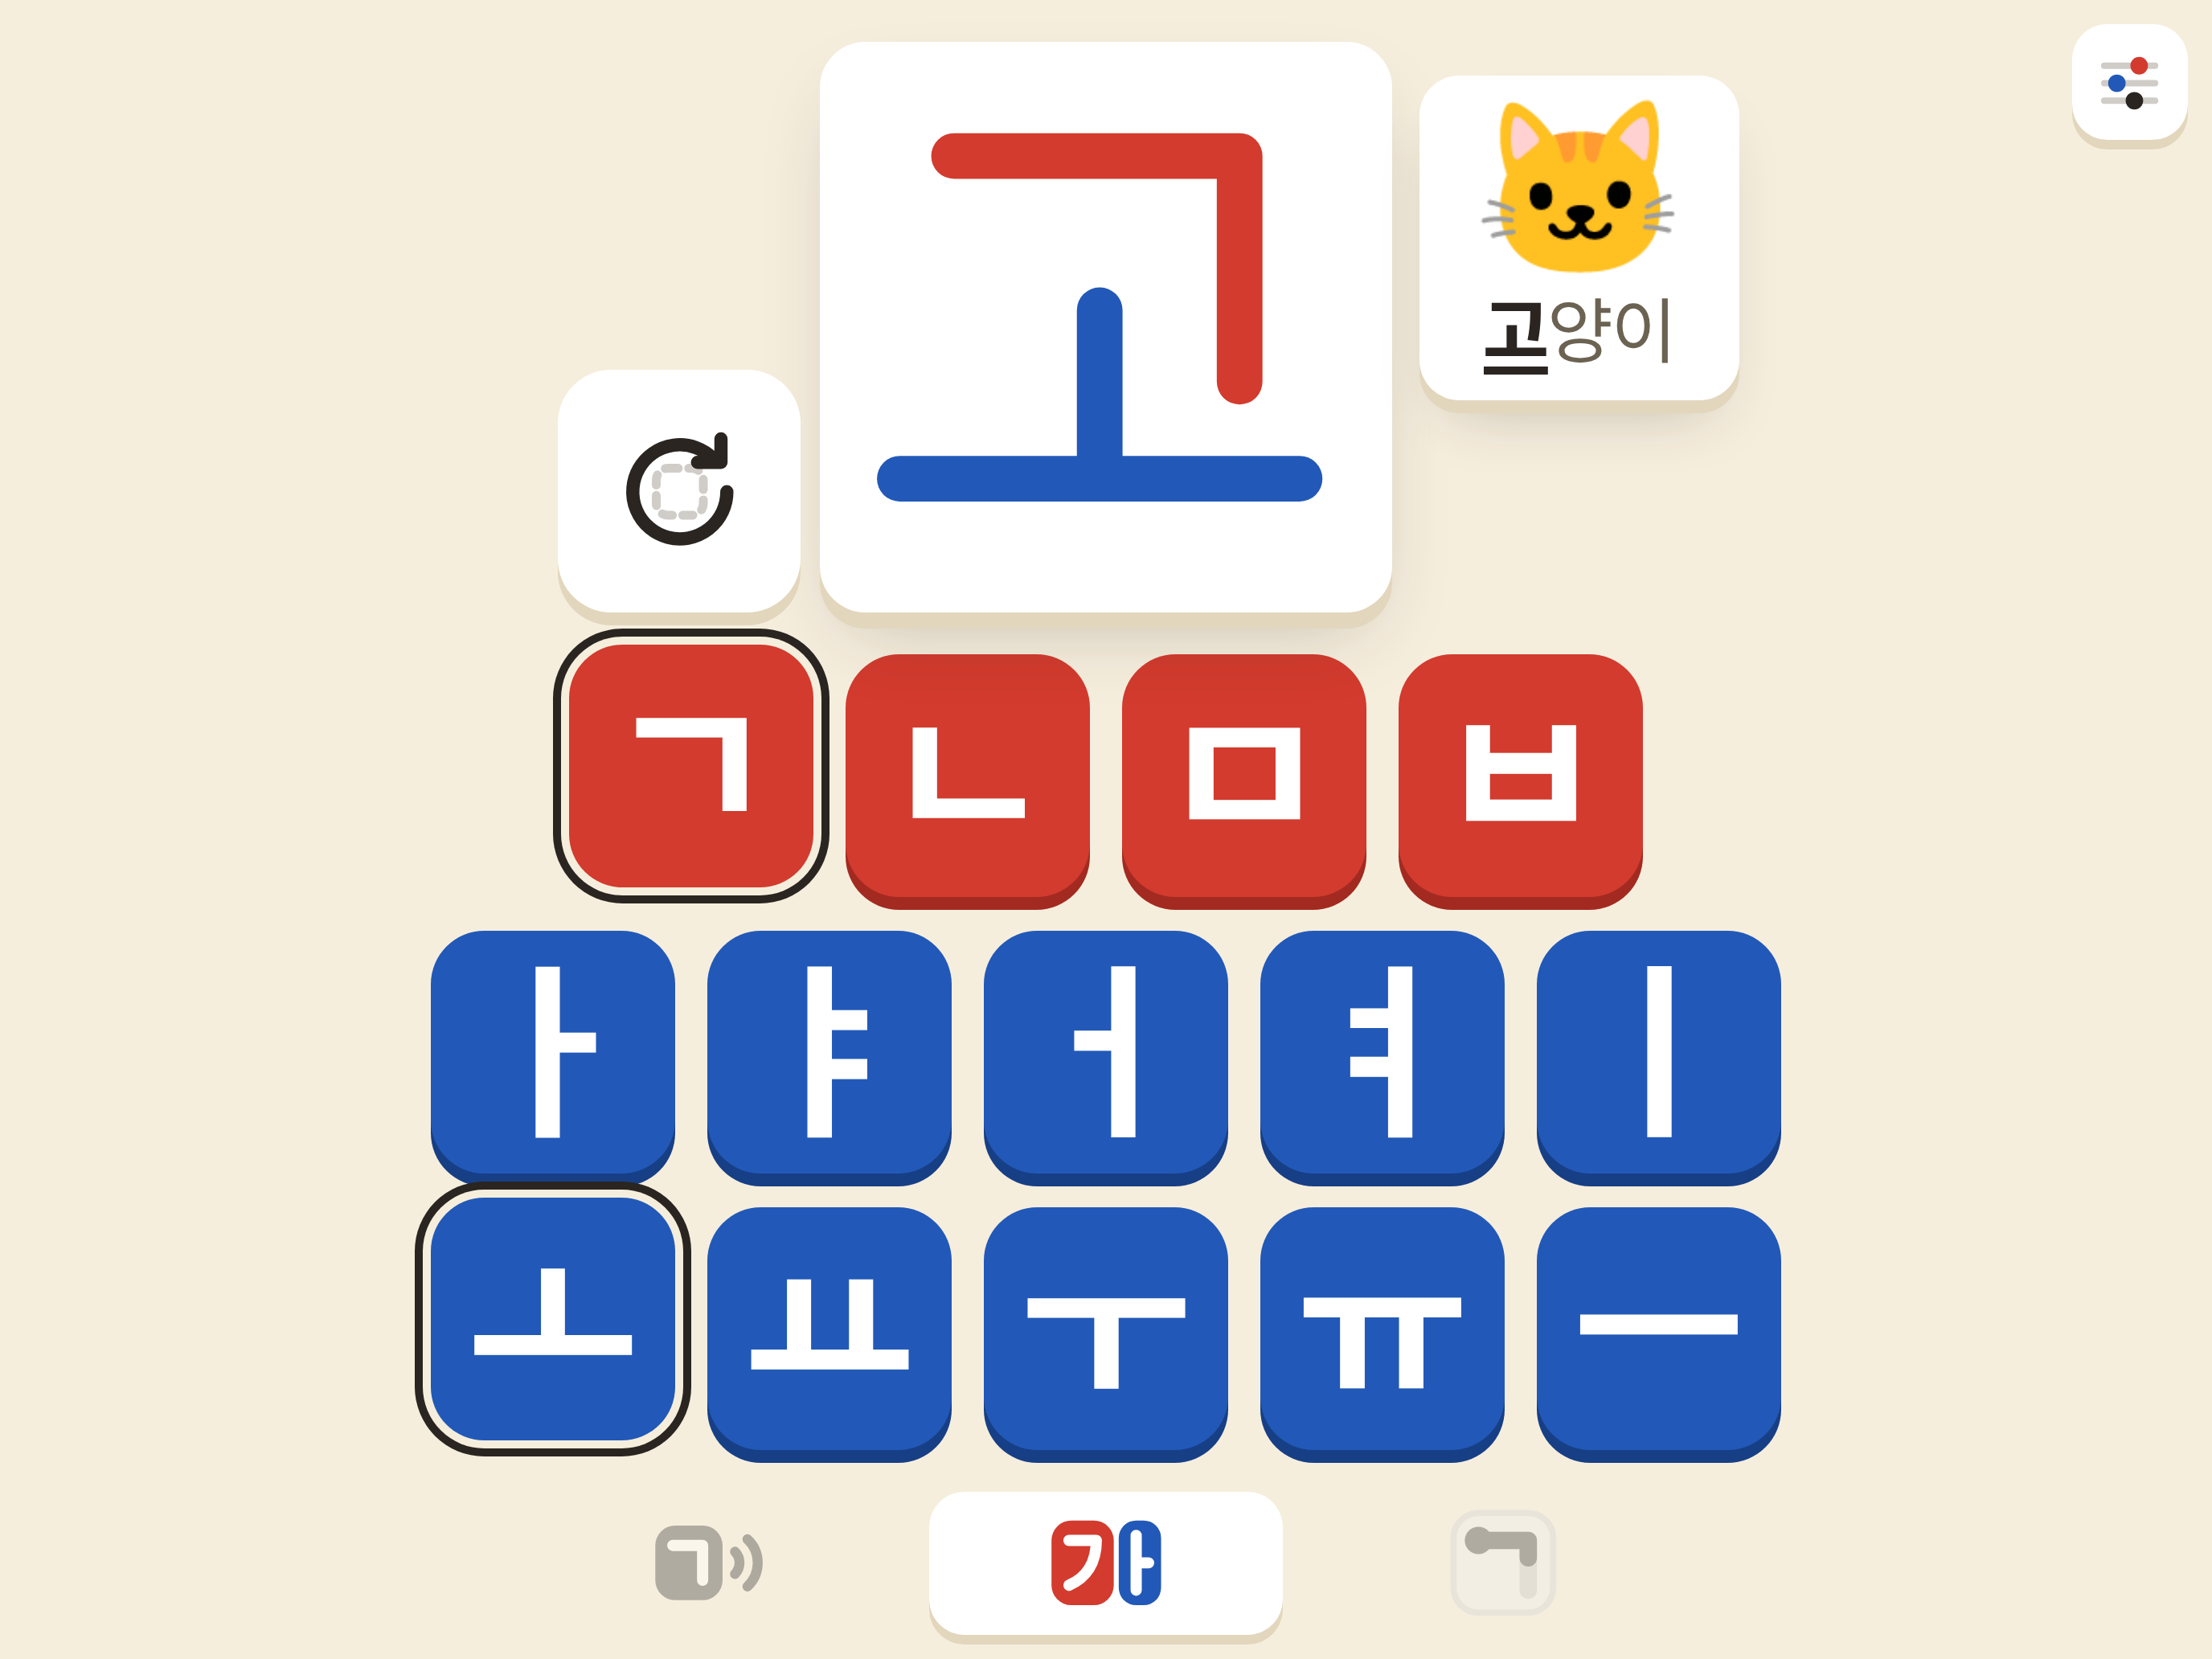 고
고양이
ㄱ ㄴ ㅁ ㅂ
ㅏ ㅑ ㅓ ㅕ ㅣ
ㅗ ㅛ ㅜ ㅠ ㅡ
ㄱ 가 ㄱ